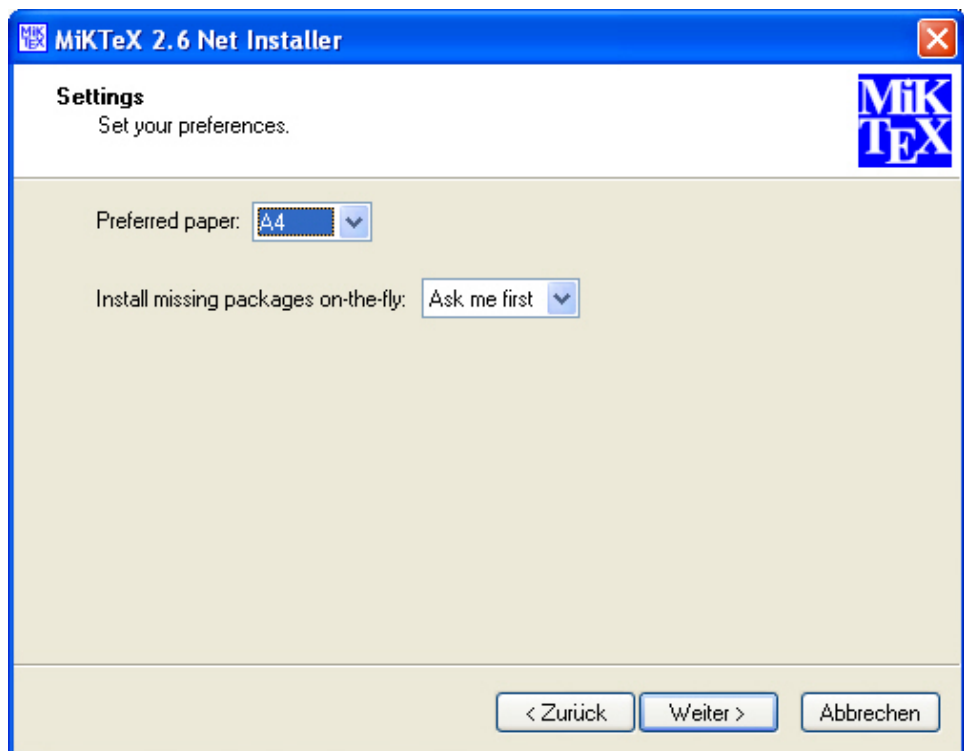 MiKTeX 2.6 Net Installer
Settings
Set your preferences.
MiK
TEX
Preferred paper: A4
Install missing packages on-the-fly: Ask me first
< Zurück Weiter > Abbrechen